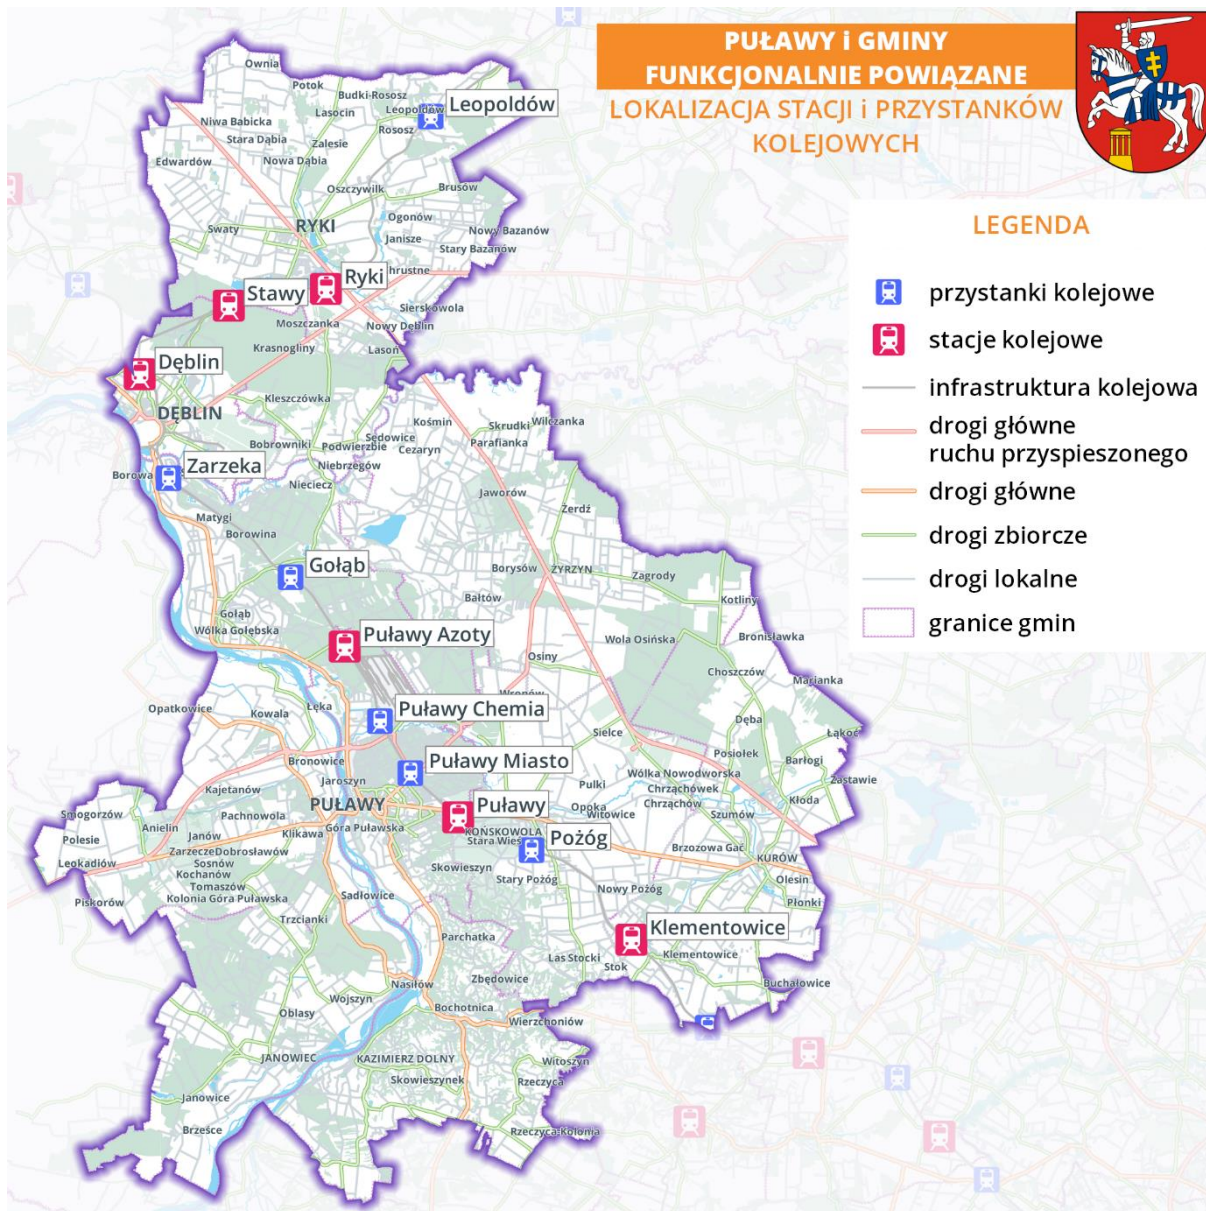 PUŁAWY i GMINY
FUNKCJONALNIE POWIĄZANE
LOKALIZACJA STACJI i PRZYSTANKÓW
KOLEJOWYCH
LEGENDA
przystanki kolejowe
stacje kolejowe
infrastruktura kolejowa
drogi główne
ruchu przyspieszonego
drogi główne
drogi zbiorcze
drogi lokalne
granice gmin
Ownia
Potok
Budki-Rososz
Leopoldów
Leopoldów
Lasocin
Niwa Babicka
Rososz
Stara Dąbia
Zalesie
Edwardów
Nowa Dąbia
Oszczywilk
Brusów
Ogonów
Swaty
RYKI
Nowy Bazanów
Janisze
Stary Bazanów
hrustne
Ryki
Stawy
Sierskowola
Moszczanka
Nowy Dęblin
Krasnogliny
Lasoń
Dęblin
Kleszczówka
DĘBLIN
Kośmin
Skrudki
Wilczanka
Sędowice
Parafianka
Bobrowniki
Podwierzbie
Cezaryn
Zarzeka
Niebrzegów
Borowa
Nieciecz
Jaworów
Żerdź
Matygi
Borowina
Gołąb
Borysów
ŻYRZYN
Zagrody
Bałtów
Kotliny
Gołąb
Wólka Gołębska
Puławy Azoty
Wola Osińska
Bronisławka
Osiny
Choszczów
Marianka
Wronów
Opatkowice
Kowala
Łęka
Puławy Chemia
Dęba
Sielce
Łąkoć
Bronowice
Puławy Miasto
Posiołek
Barłogi
Jaroszyn
Wólka Nowodworska
Zastawie
Kajetanów
Pulki
Chrząchówek
PUŁAWY
Puławy
Opoka
Chrząchów
Kłoda
Smogorzów
Pachnowola
Witowice
Szumów
Anielin
Janów
Klikawa
Góra Puławska
KOŃSKOWOLA
Polesie
Stara Wieś
Pożóg
Zarzecze
Dobrosławów
Brzozowa Gać
KURÓW
Leokadiów
Sosnów
Kochanów
Skowieszyn
Tomaszów
Stary Pożóg
Nowy Pożóg
Olesin
Piskorów
Kolonia Góra Puławska
Sadłowice
Płonki
Trzcianki
Klementowice
Parchatka
Las Stocki
Klementowice
Stok
Zbędowice
Nasiłów
Buchałowice
Wojszyn
Bochotnica
Oblasy
Wierzchoniów
JANOWIEC
KAZIMIERZ DOLNY
Witoszyn
Skowieszynek
Rzeczyca
Janowice
Brześce
Rzeczyca-Kolonia